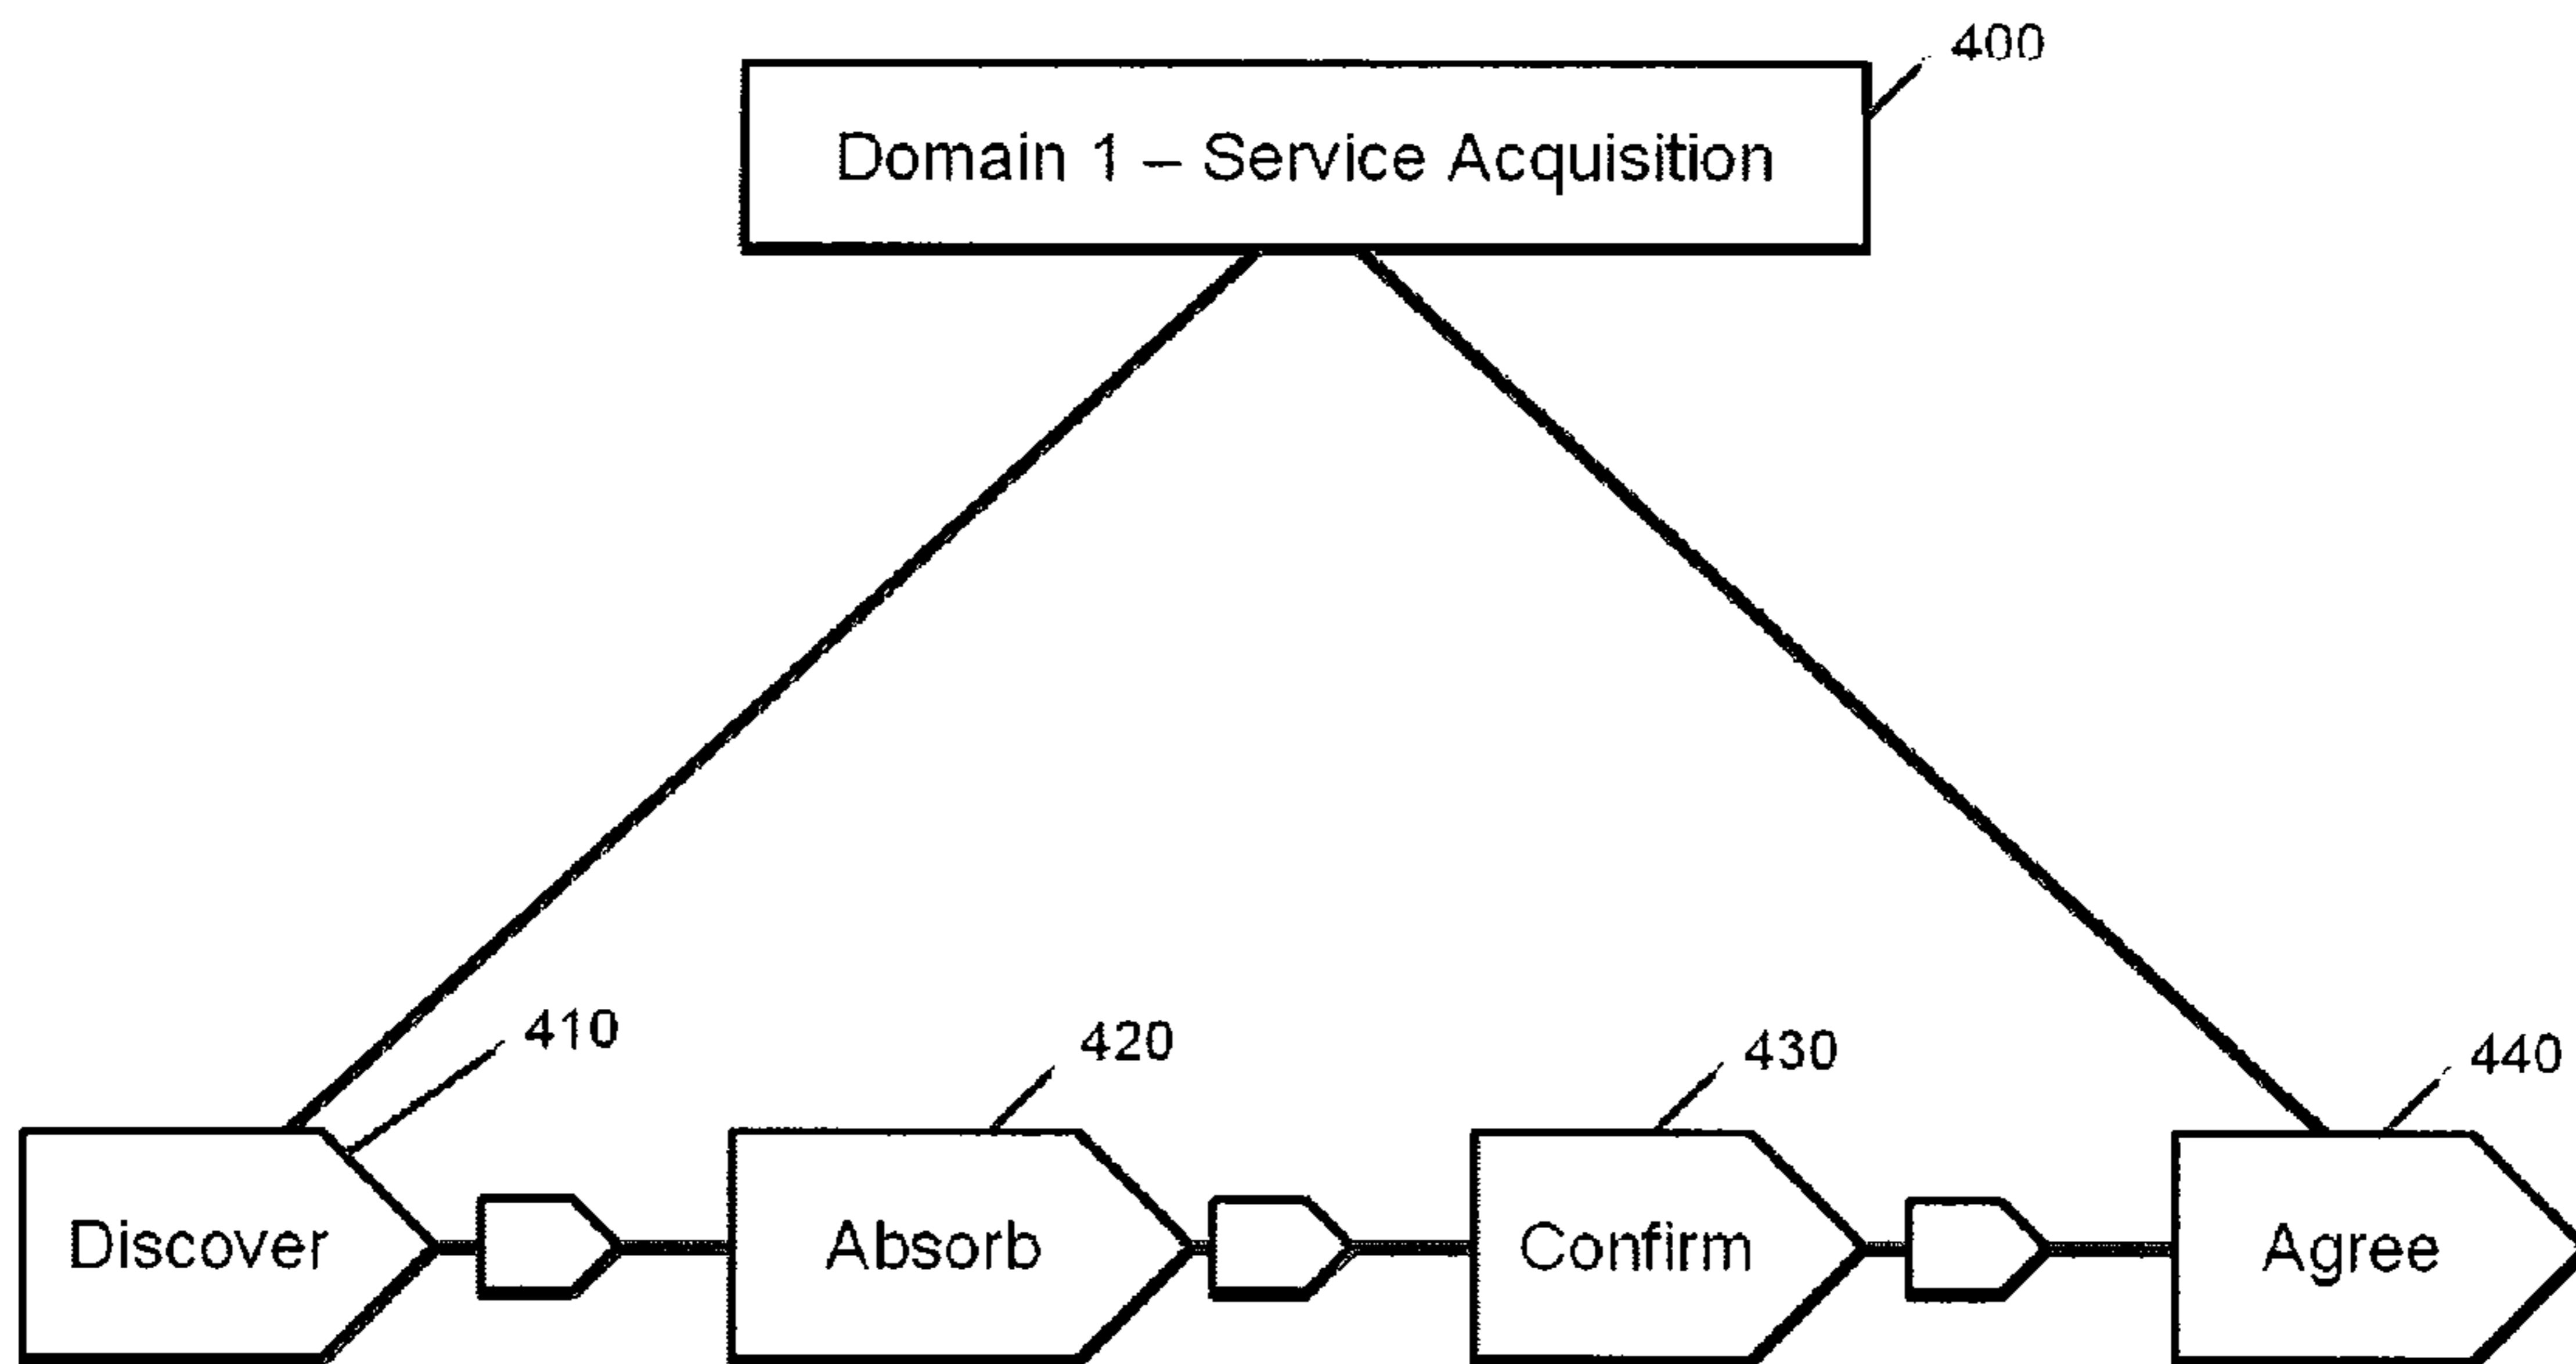 400
Domain 1 – Service Acquisition
410
420
430
440
Discover
Absorb
Confirm
Agree